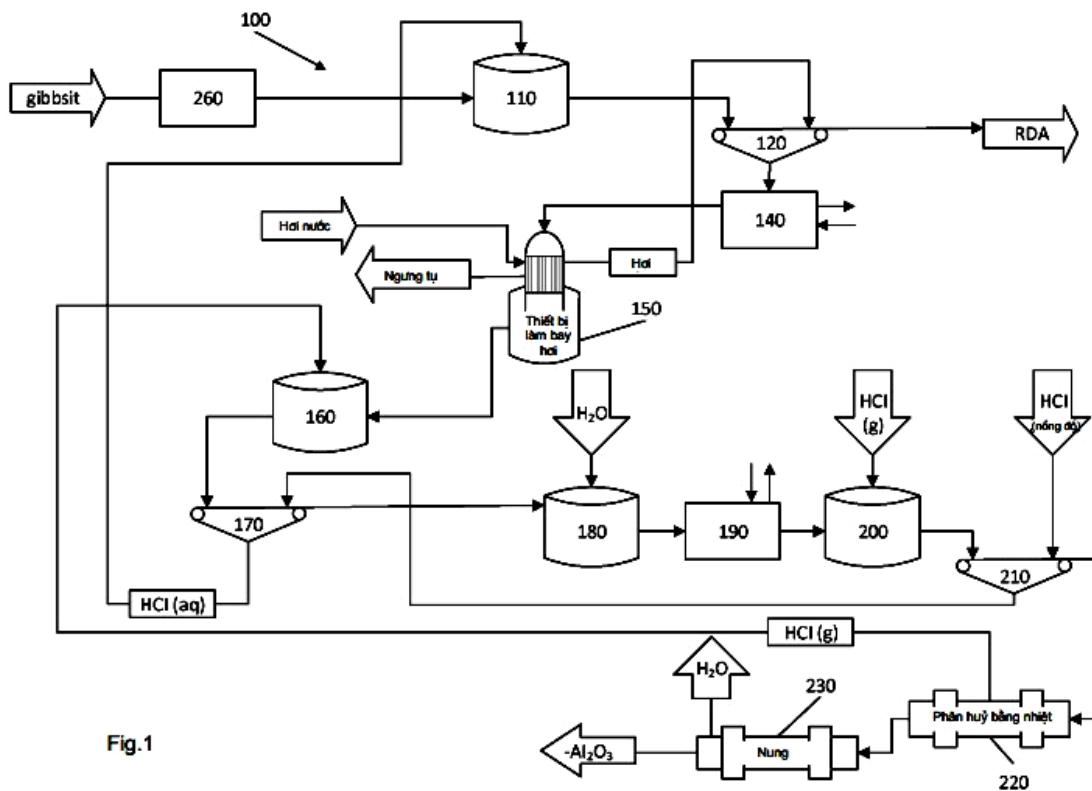 100
gibbsit
260
110
120
RDA
140
Hơi nước
Hơi
Ngưng tụ
150
Thiết bị
làm bay
hơi
160
H₂O
HCl
(g)
HCl
(nồng độ)
170
180
190
200
210
HCl (aq)
HCl (g)
H₂O
230
Phân huỷ bằng nhiệt
Nung
-Al₂O₃
220
Fig.1